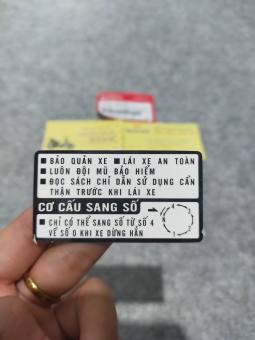 ■ BẢO QUẢN XE ■ LÁI XE AN TOÀN
■ LUÔN ĐỘI MŨ BẢO HIỂM
■ ĐỌC SÁCH CHỈ DẪN SỬ DỤNG CẨN
THẬN TRƯỚC KHI LÁI XE
CƠ CẤU SANG SỐ
■ CHỈ CÓ THỂ SANG SỐ TỪ SỐ 4
VỀ SỐ 0 KHI XE DỪNG HẲN